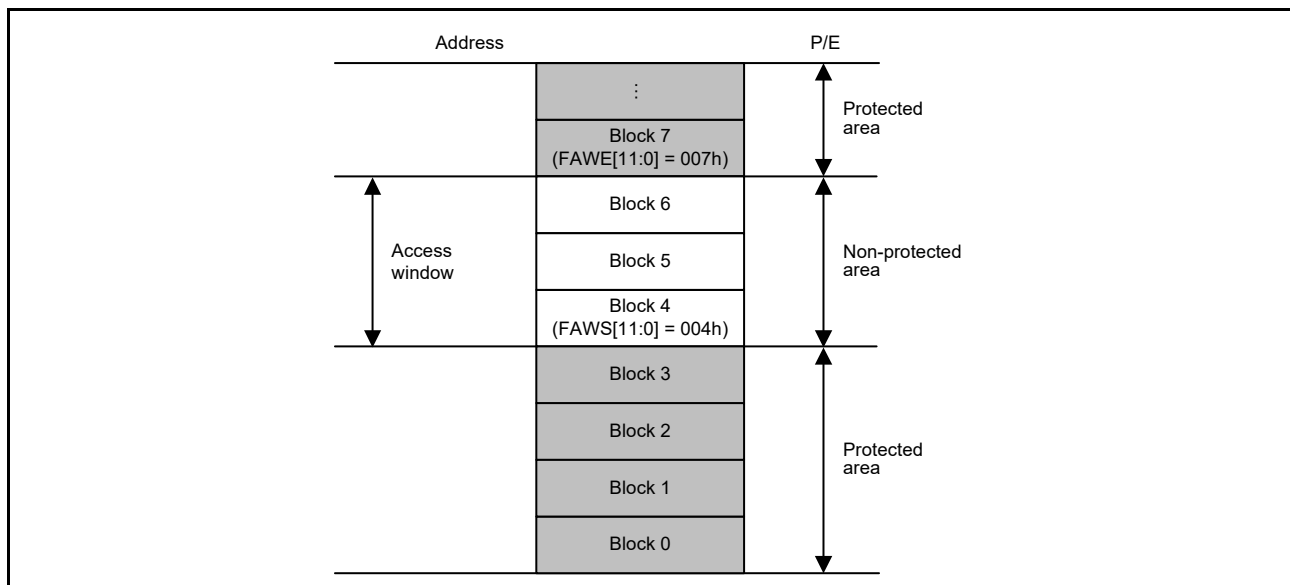 Address
P/E
⋮
Protected
area
Block 7
(FAWE[11:0] = 007h)
Block 6
Access
window
Block 5
Non-protected
area
Block 4
(FAWS[11:0] = 004h)
Block 3
Block 2
Protected
area
Block 1
Block 0